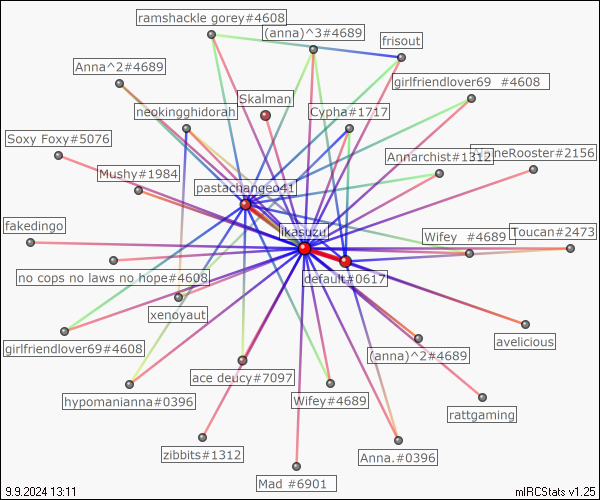 ramshackle gorey#4608
(anna)^3#4689
frisout
Anna^2#4689
girlfriendlover69 #4608
Skalman
neokingghidorah
Cypha#1717
Soxy Foxy#5076
Annarchist#1312
neRooster#2156
Mushy#1984
pastachangeo41
fakedingo
likasuzu
Wifey #4689
Toucan#2473
no cops no laws no hope#4608
default#0617
xenoyaut
girlfriendlover69#4608
avelicious
(anna)^2#4689
ace deucy#7097
hypomanianna#0396
Wifey#4689
rattgaming
zibbits#1312
Anna.#0396
Mad #6901
9.9.2024 13:11
mIRCStats v1.25